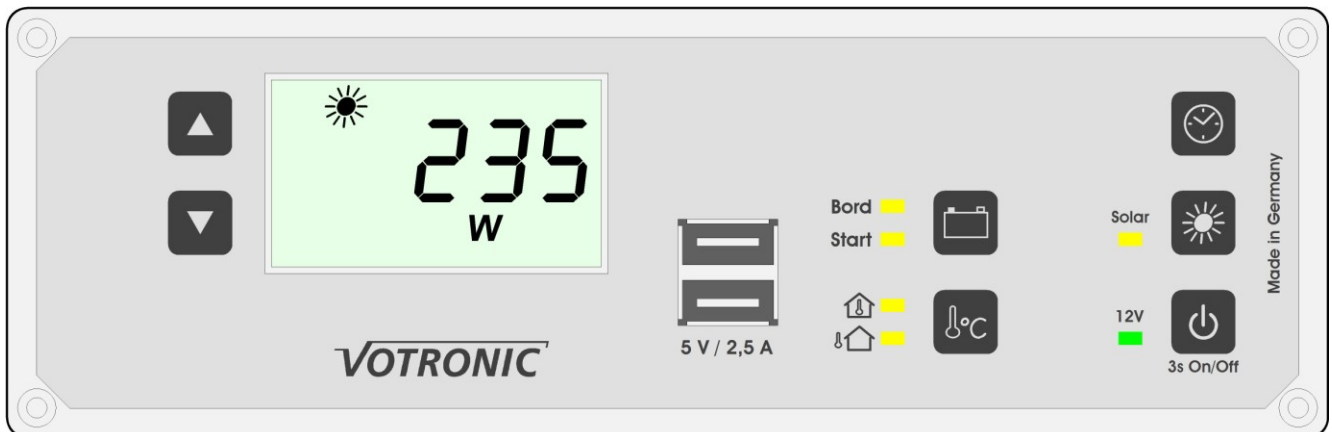 235
W
VOTRONIC
5 V / 2,5 A
Bord
Start
°C
Solar
12V
3s On/Off
Made in Germany